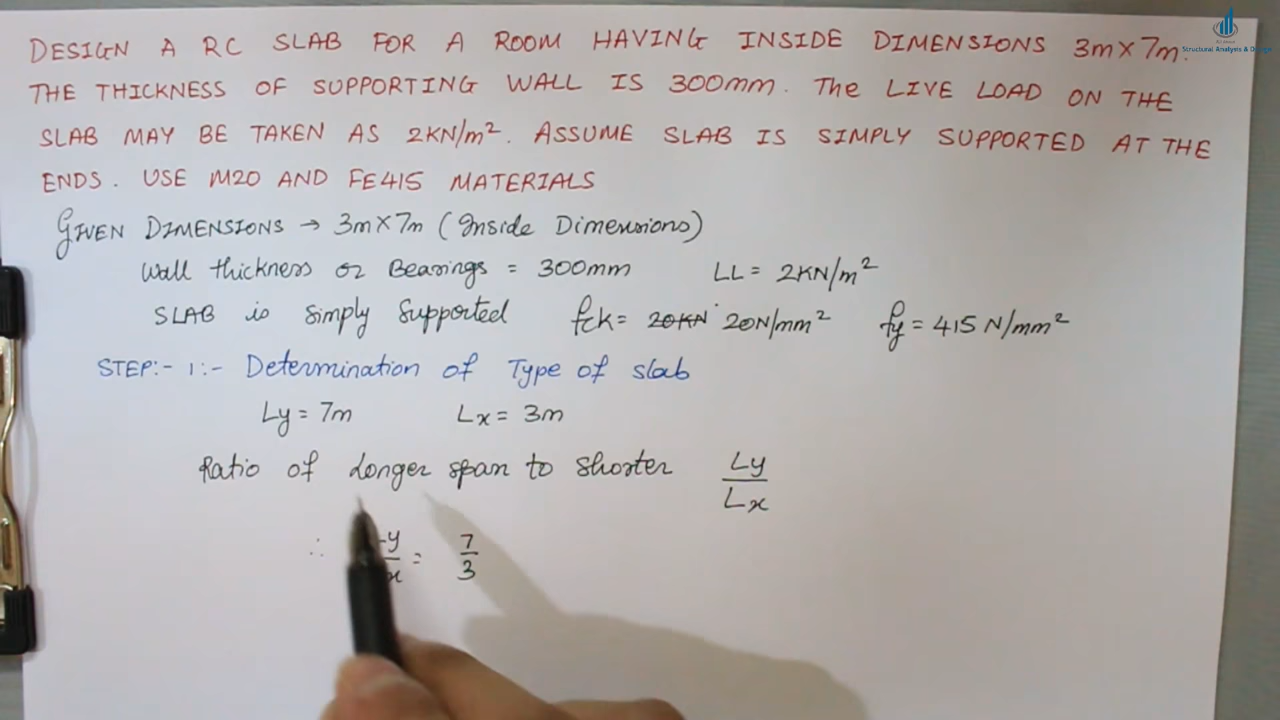 DESIGN A RC SLAB FOR A ROOM HAVING INSIDE DIMENSIONS 3m X 7m.
Structural Analysis & Design
THE THICKNESS OF SUPPORTING WALL IS 300mm. The LIVE LOAD ON THE
SLAB MAY BE TAKEN AS 2KN/m². ASSUME SLAB IS SIMPLY SUPPORTED AT THE
ENDS. USE M20 AND FE415 MATERIALS
GIVEN DIMENSIONS → 3m X 7m (Inside Dimensions)
Wall thickness or Bearings = 300mm LL = 2KN/m²
SLAB is Simply Supported fck = 20KN 20N/mm² fy = 415 N/mm²
STEP:- 1:- Determination of Type of slab
Ly = 7m Lx = 3m
Ratio of Longer span to Shorter Ly/Lx
∴ y/x = 7/3